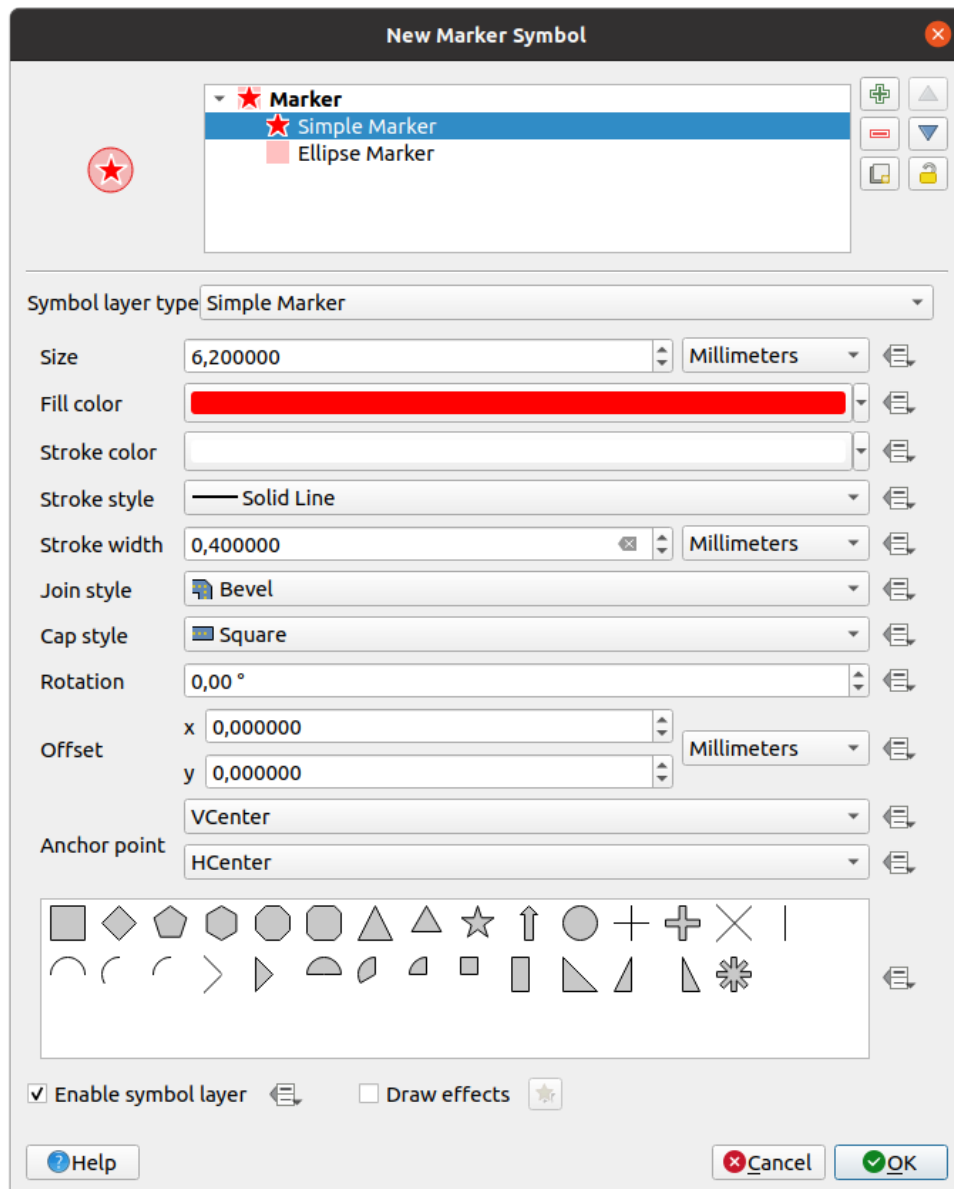 New Marker Symbol
Marker
Simple Marker
Ellipse Marker
Symbol layer type Simple Marker
Size 6,200000 Millimeters
Fill color
Stroke color
Stroke style Solid Line
Stroke width 0,400000 Millimeters
Join style Bevel
Cap style Square
Rotation 0,00 °
Offset x 0,000000 Millimeters
y 0,000000
Anchor point VCenter
HCenter
Enable symbol layer Draw effects
Help Cancel OK